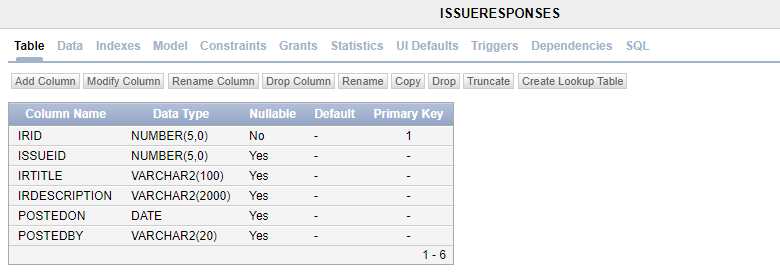 ISSUERESPONSES
Table Data Indexes Model Constraints Grants Statistics UI Defaults Triggers Dependencies SQL
Add Column Modify Column Rename Column Drop Column Rename Copy Drop Truncate Create Lookup Table
Column Name Data Type Nullable Default Primary Key
IRID NUMBER(5,0) No - 1
ISSUEID NUMBER(5,0) Yes - -
IRTITLE VARCHAR2(100) Yes - -
IRDESCRIPTION VARCHAR2(2000) Yes - -
POSTEDON DATE Yes - -
POSTEDBY VARCHAR2(20) Yes - -
1 - 6